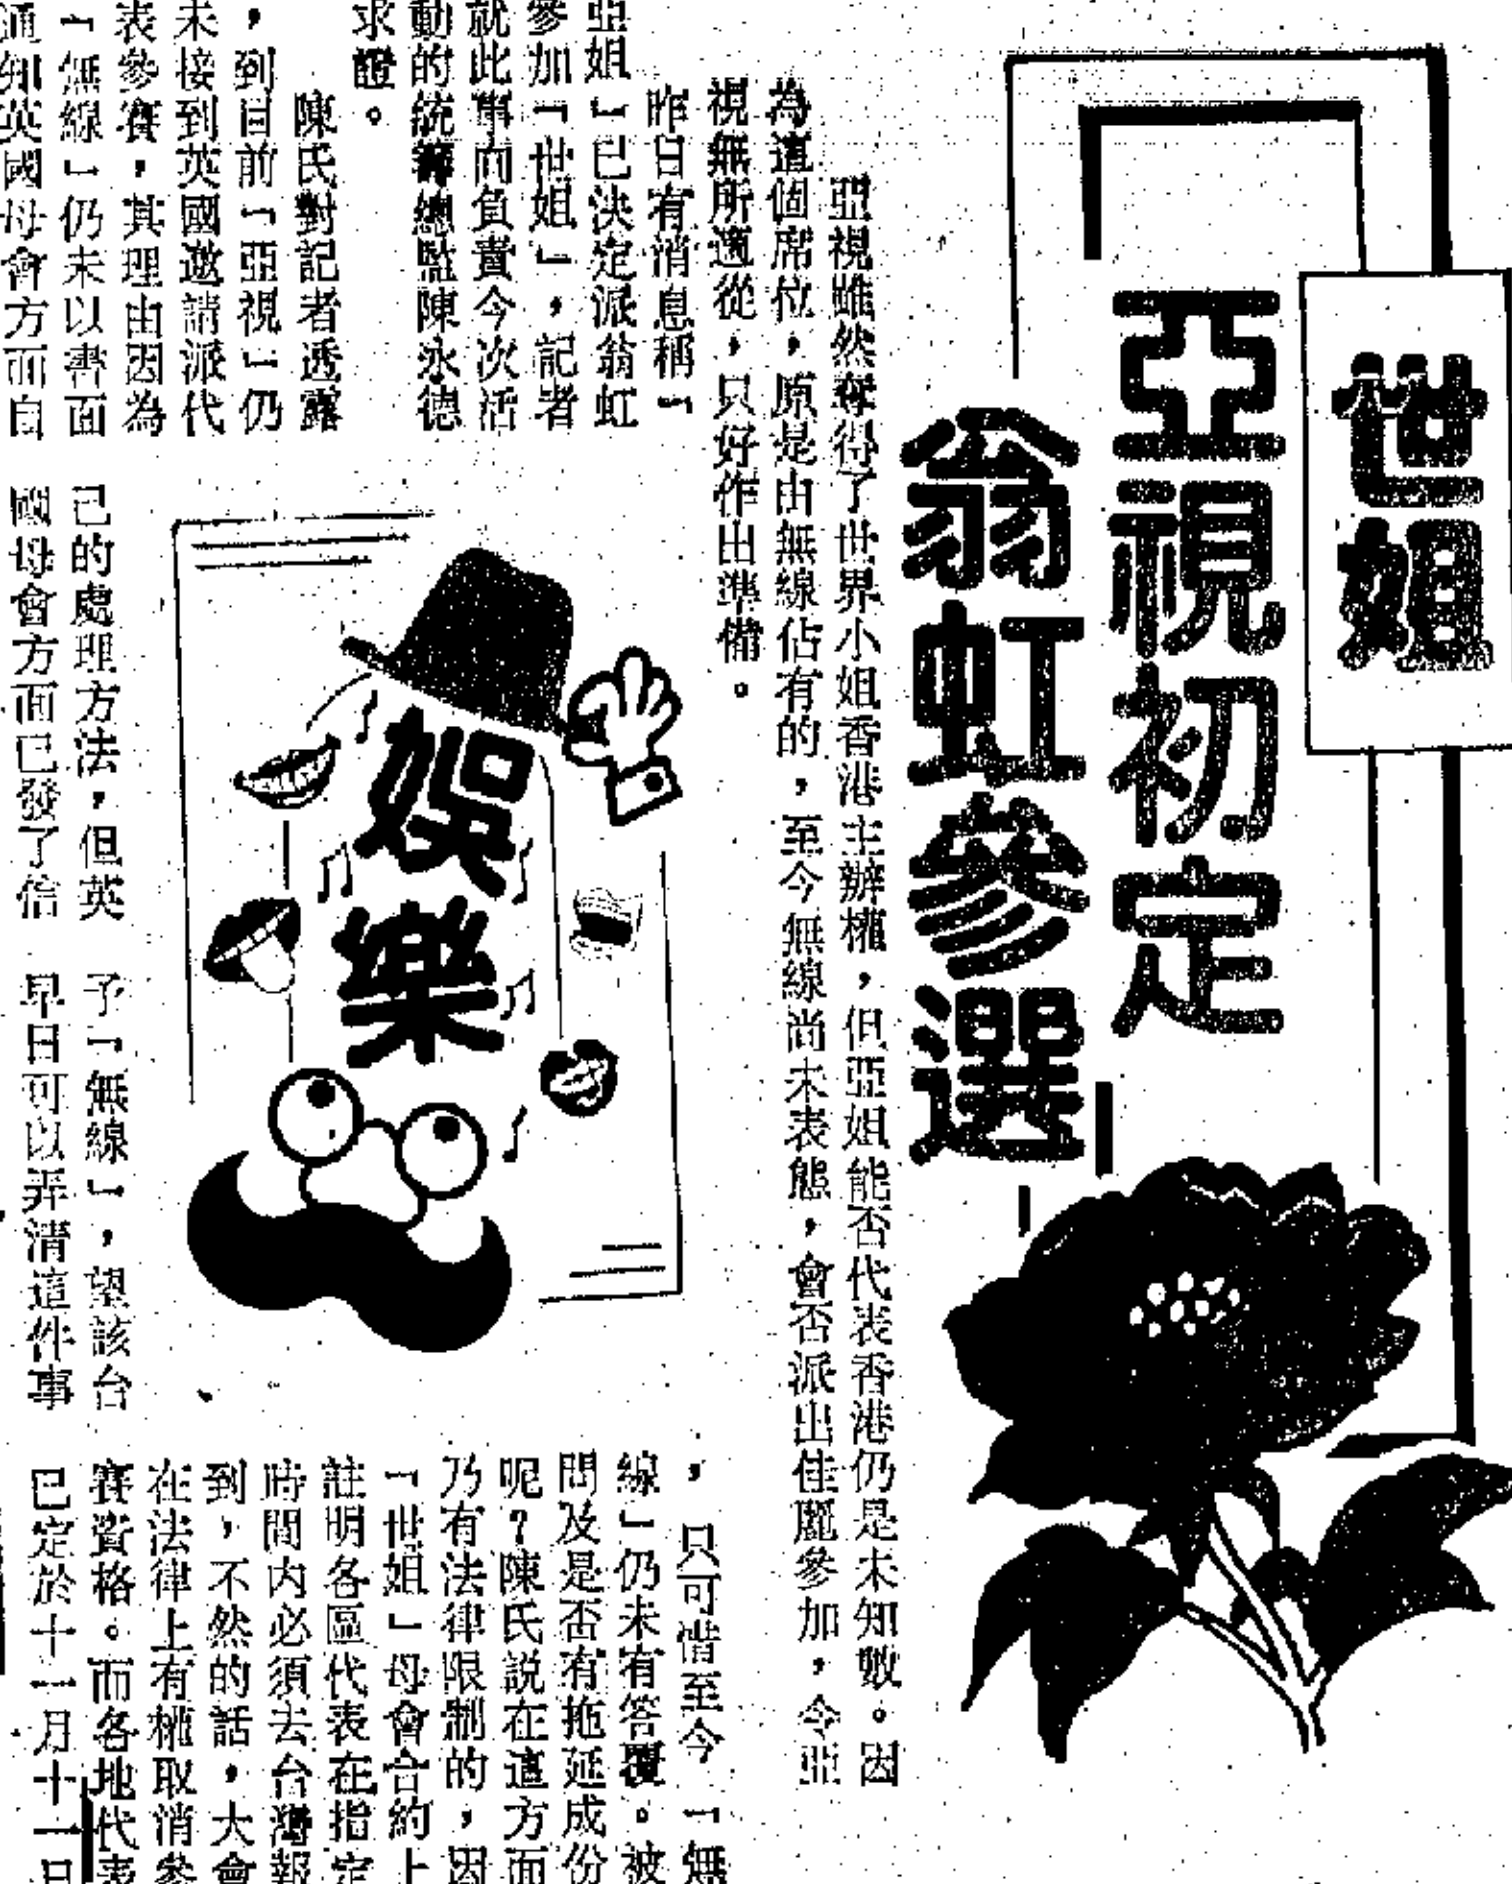 世姐
亞視初定
翁虹參選
亞視雖然奪得了世界小姐香港主辦權，但亞姐能否代表香港仍是未知數。因
為這個席位，原是由無線佔有的，至今無線尚未表態，會否派出佳麗參加，令亞
視無所適從，只好作出準備。
昨日有消息稱「
亞姐」已決定派翁虹
參加「世姐」，記者
就此事向負責今次活
動的統籌總監陳永德
求證。
陳氏對記者透露
，到目前「亞視」仍
未接到英國邀請派代
表參賽，其理由因為
「無線」仍未以書面
通知英國母會方面自
己的處理方法，但英
國母會方面已發了信
予「無線」，望該台
早日可以弄清這件事
，只可惜至今「無
線」仍未有答覆。被
問及是否有拖延成份
呢？陳氏説在這方面
乃有法律限制的，因
「世姐」母會合約上
註明各區代表在指定
時間內必須去台灣報
到，不然的話，大會
在法律上有權取消參
賽資格。而各地代表
已定於十一月十一日
娛樂